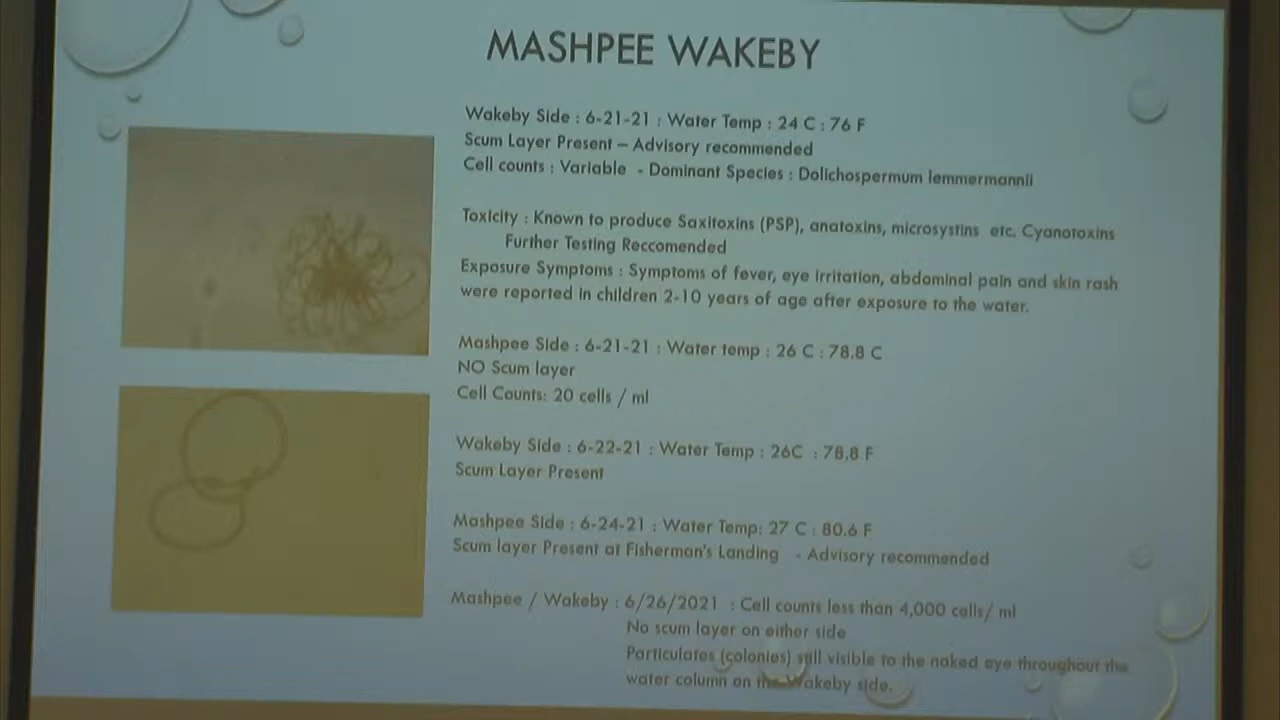 MASHPEE WAKEBY
Wakeby Side : 6-21-21 : Water Temp : 24 C : 76 F
Scum Layer Present – Advisory recommended
Cell counts : Variable - Dominant Species : Dolichospermum lemmermannii
Toxicity : Known to produce Saxitoxins (PSP), anatoxins, microsystins etc. Cyanotoxins
Further Testing Reccomended
Exposure Symptoms : Symptoms of fever, eye irritation, abdominal pain and skin rash
were reported in children 2-10 years of age after exposure to the water.
Mashpee Side : 6-21-21 : Water temp : 26 C : 78.8 C
NO Scum layer
Cell Counts: 20 cells / ml
Wakeby Side : 6-22-21 : Water Temp : 26C : 78.8 F
Scum Layer Present
Mashpee Side : 6-24-21 : Water Temp: 27 C : 80.6 F
Scum layer Present at Fisherman's Landing - Advisory recommended
Mashpee / Wakeby : 6/26/2021 : Cell counts less than 4,000 cells/ ml
No scum layer on either side
Particulates (colonies) still visible to the naked eye throughout the
water column on the Wakeby side.